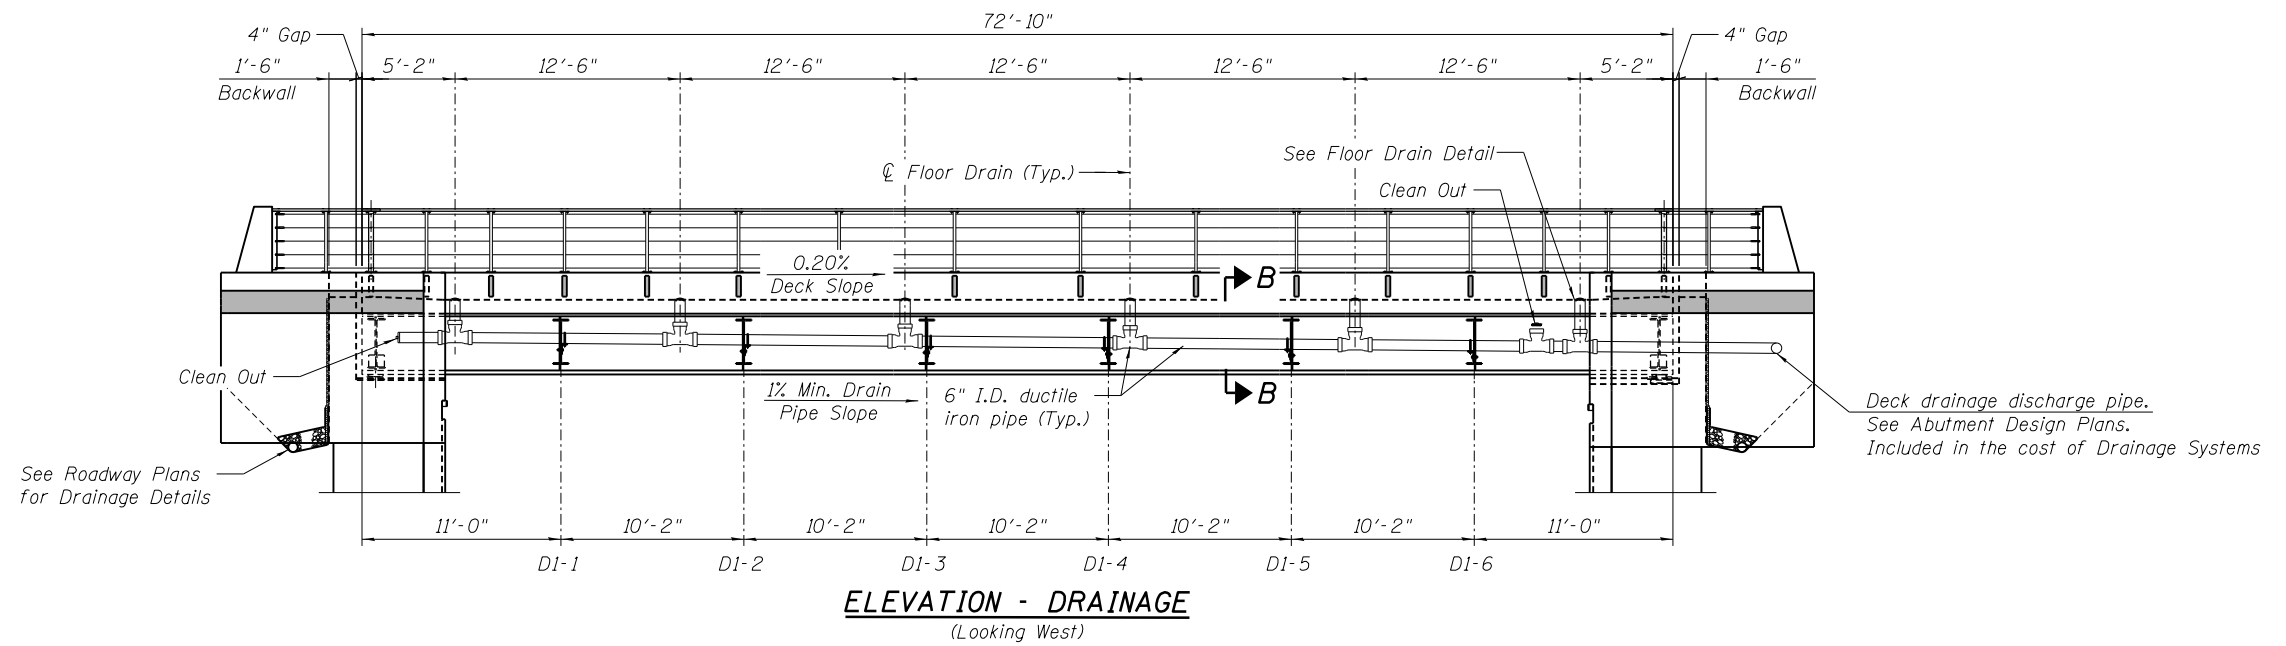 72'-10"
4" Gap
4" Gap
1'-6"
5'-2"
12'-6"
12'-6"
12'-6"
12'-6"
12'-6"
5'-2"
1'-6"
Backwall
Backwall
See Floor Drain Detail
℄ Floor Drain (Typ.)
Clean Out
0.20%
Deck Slope
B
Clean Out
1% Min. Drain
Pipe Slope
6" I.D. ductile
iron pipe (Typ.)
B
Deck drainage discharge pipe.
See Abutment Design Plans.
Included in the cost of Drainage Systems
See Roadway Plans
for Drainage Details
11'-0"
10'-2"
10'-2"
10'-2"
10'-2"
10'-2"
11'-0"
D1-1
D1-2
D1-3
D1-4
D1-5
D1-6
ELEVATION - DRAINAGE
(Looking West)